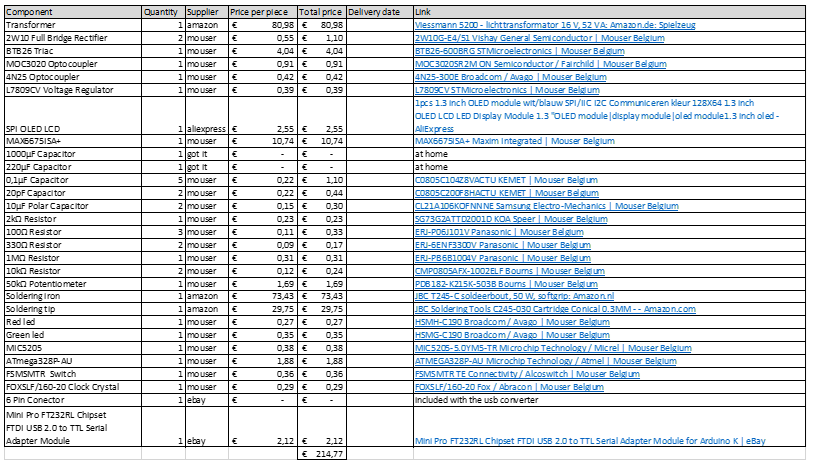 Component Quantity Supplier Price per piece Total price Delivery date Link
Transformer 1 amazon € 80,98 € 80,98 Viessmann 5200 - lichttransformator 16 V, 52 VA: Amazon.de: Spielzeug
2W10 Full Bridge Rectifier 2 mouser € 0,55 € 1,10 2W10G-E4/51 Vishay General Semiconductor | Mouser Belgium
BTB26 Triac 1 mouser € 4,04 € 4,04 BTB26-600BRG STMicroelectronics | Mouser Belgium
MOC3020 Optocoupler 1 mouser € 0,91 € 0,91 MOC3020SR2M ON Semiconductor / Fairchild | Mouser Belgium
4N25 Optocoupler 1 mouser € 0,42 € 0,42 4N25-300E Broadcom / Avago | Mouser Belgium
L7809CV Voltage Regulator 1 mouser € 0,39 € 0,39 L7809CV STMicroelectronics | Mouser Belgium
1pcs 1.3 inch OLED module wit/blauw SPI/IIC I2C Communiceren kleur 128X64 1.3 inch
OLED LCD LED Display Module 1.3 "OLED module|display module|oled module1.3 inch oled -
SPI OLED LCD 1 aliexpress € 2,55 € 2,55 AliExpress
MAX6675ISA+ 1 mouser € 10,74 € 10,74 MAX6675ISA+ Maxim Integrated | Mouser Belgium
1000µF Capacitor 1 got it € - € - at home
220µF Capacitor 1 got it € - € - at home
0,1µF Capacitor 5 mouser € 0,22 € 1,10 C0805C104Z8VACTU KEMET | Mouser Belgium
20pF Capacitor 2 mouser € 0,22 € 0,44 C0805C200F8HACTU KEMET | Mouser Belgium
10µF Polar Capacitor 2 mouser € 0,15 € 0,30 CL21A106KOFNNNE Samsung Electro-Mechanics | Mouser Belgium
2kΩ Resistor 1 mouser € 0,23 € 0,23 SG73G2ATTD2001D KOA Speer | Mouser Belgium
100Ω Resistor 3 mouser € 0,11 € 0,33 ERJ-P06J101V Panasonic | Mouser Belgium
330Ω Resistor 2 mouser € 0,09 € 0,17 ERJ-6ENF3300V Panasonic | Mouser Belgium
1MΩ Resistor 1 mouser € 0,31 € 0,31 ERJ-PB6B1004V Panasonic | Mouser Belgium
10kΩ Resistor 2 mouser € 0,12 € 0,24 CMP0805AFX-1002ELF Bourns | Mouser Belgium
50kΩ Potentiometer 1 mouser € 1,69 € 1,69 PDB182-K215K-503B Bourns | Mouser Belgium
Soldering iron 1 amazon € 73,43 € 73,43 JBC T245-C soldeerbout, 50 W, softgrip: Amazon.nl
Soldering tip 1 amazon € 29,75 € 29,75 JBC Soldering Tools C245-030 Cartridge Conical 0.3MM - - Amazon.com
Red led 1 mouser € 0,27 € 0,27 HSMH-C190 Broadcom / Avago | Mouser Belgium
Green led 1 mouser € 0,35 € 0,35 HSMG-C190 Broadcom / Avago | Mouser Belgium
MIC5205 1 mouser € 0,38 € 0,38 MIC5205-5.0YM5-TR Microchip Technology / Micrel | Mouser Belgium
ATmega328P-AU 1 mouser € 1,88 € 1,88 ATMEGA328P-AU Microchip Technology / Atmel | Mouser Belgium
FSMSMTR Switch 1 mouser € 0,36 € 0,36 FSMSMTR TE Connectivity / Alcoswitch | Mouser Belgium
FOXSLF/160-20 Clock Crystal 1 mouser € 0,29 € 0,29 FOXSLF/160-20 Fox / Abracon | Mouser Belgium
6 Pin Conector 1 ebay € - € - Included with the usb converter
Mini Pro FT232RL Chipset
FTDI USB 2.0 to TTL Serial
Adapter Module 1 ebay € 2,12 € 2,12 Mini Pro FT232RL Chipset FTDI USB 2.0 to TTL Serial Adapter Module for Arduino K | eBay
€ 214,77